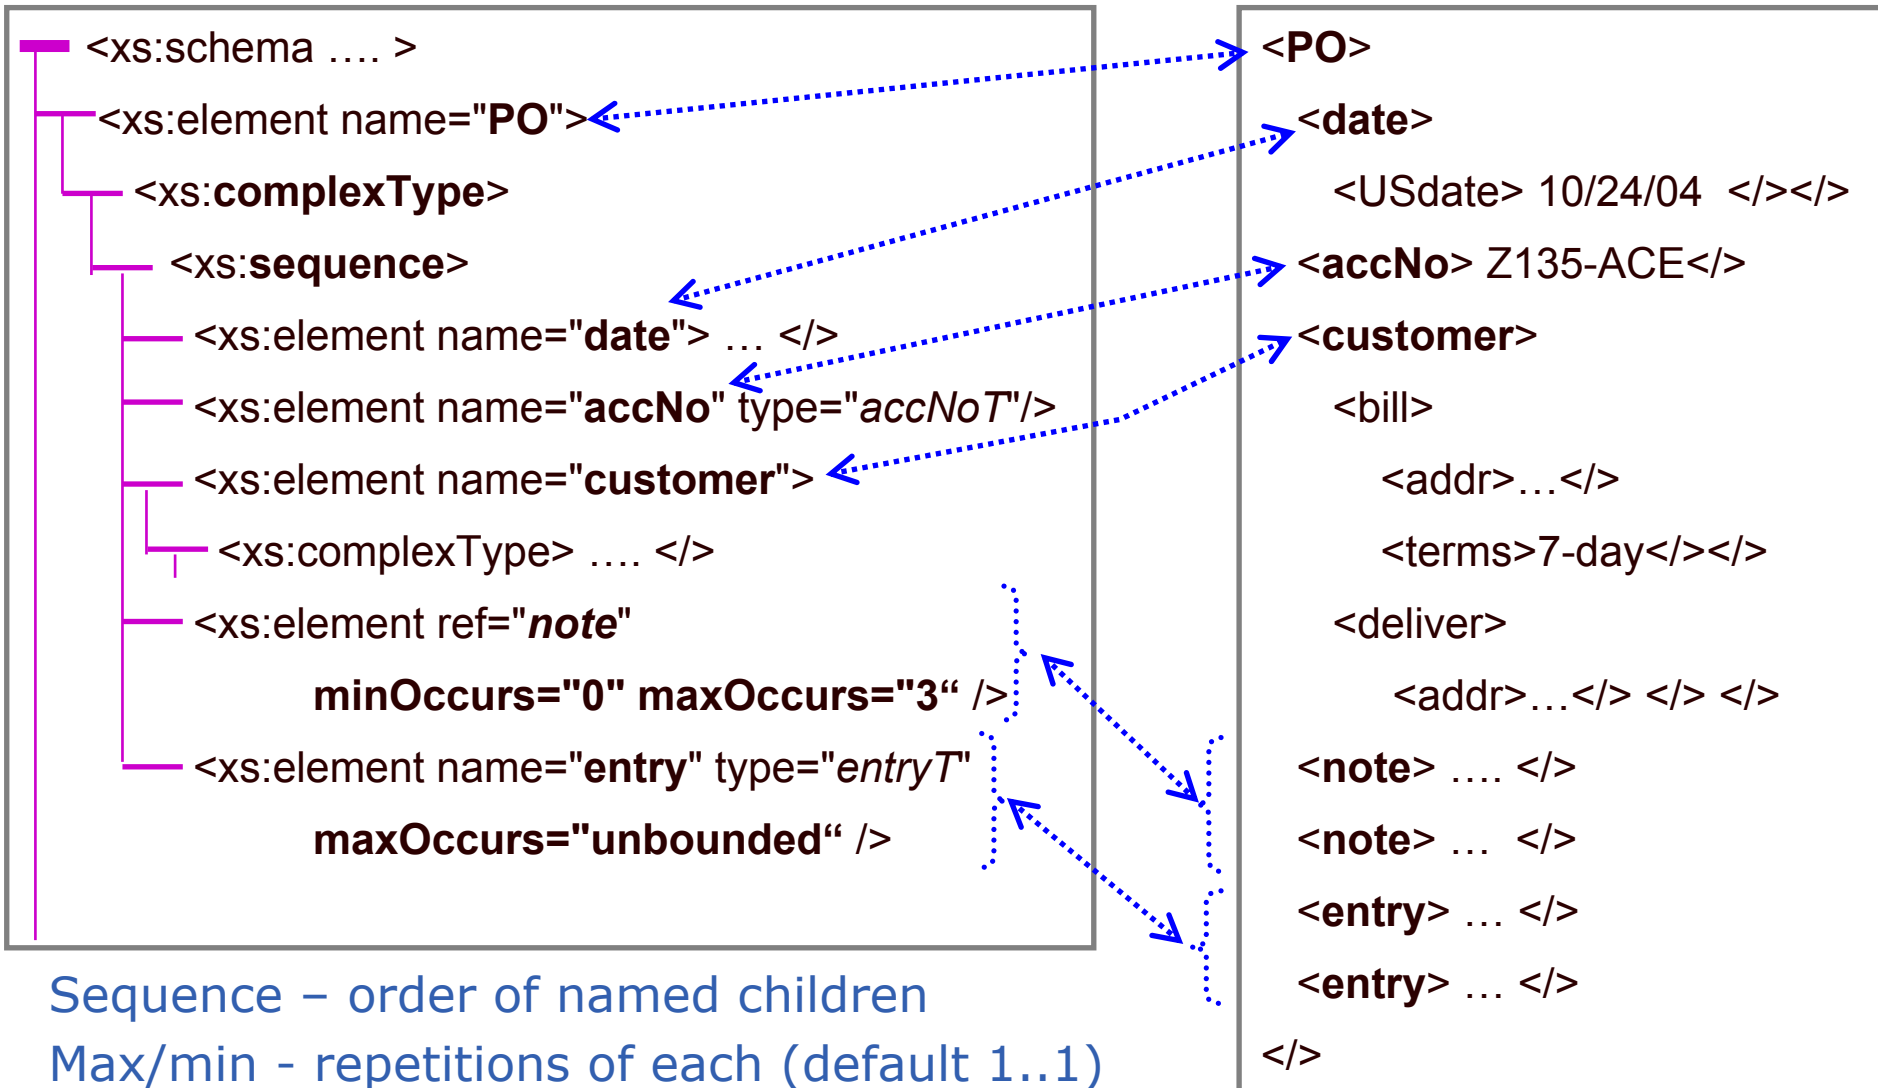 <xs:schema …. >
<xs:element name="PO">
<xs:complexType>
<xs:sequence>
<xs:element name="date"> … </>
<xs:element name="accNo" type="accNoT"/>
<xs:element name="customer">
<xs:complexType> …. </>
<xs:element ref="note"
minOccurs="0" maxOccurs="3“ />
<xs:element name="entry" type="entryT"
maxOccurs="unbounded“ />
Sequence – order of named children
Max/min - repetitions of each (default 1..1)
<PO>
<date>
<USdate> 10/24/04 </></>
<accNo> Z135-ACE</>
<customer>
<bill>
<addr>…</>
<terms>7-day</></>
<deliver>
<addr>…</> </> </>
<note> …. </>
<note> … </>
<entry> … </>
<entry> … </>
</>